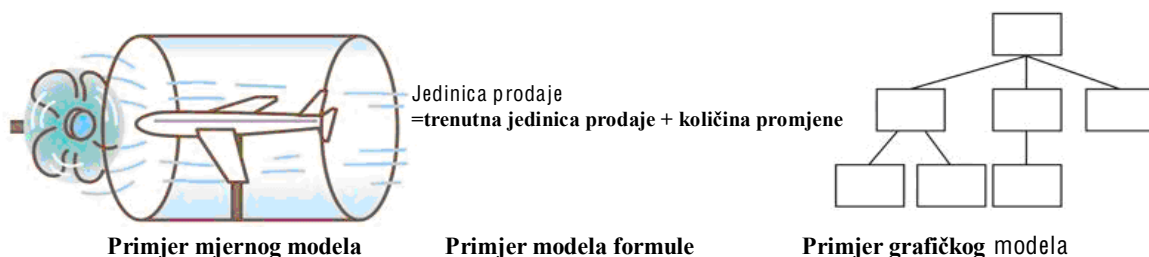 Jedinica prodaje
=trenutna jedinica prodaje + količina promjene
Primjer mjernog modela
Primjer modela formule
Primjer grafičkog modela